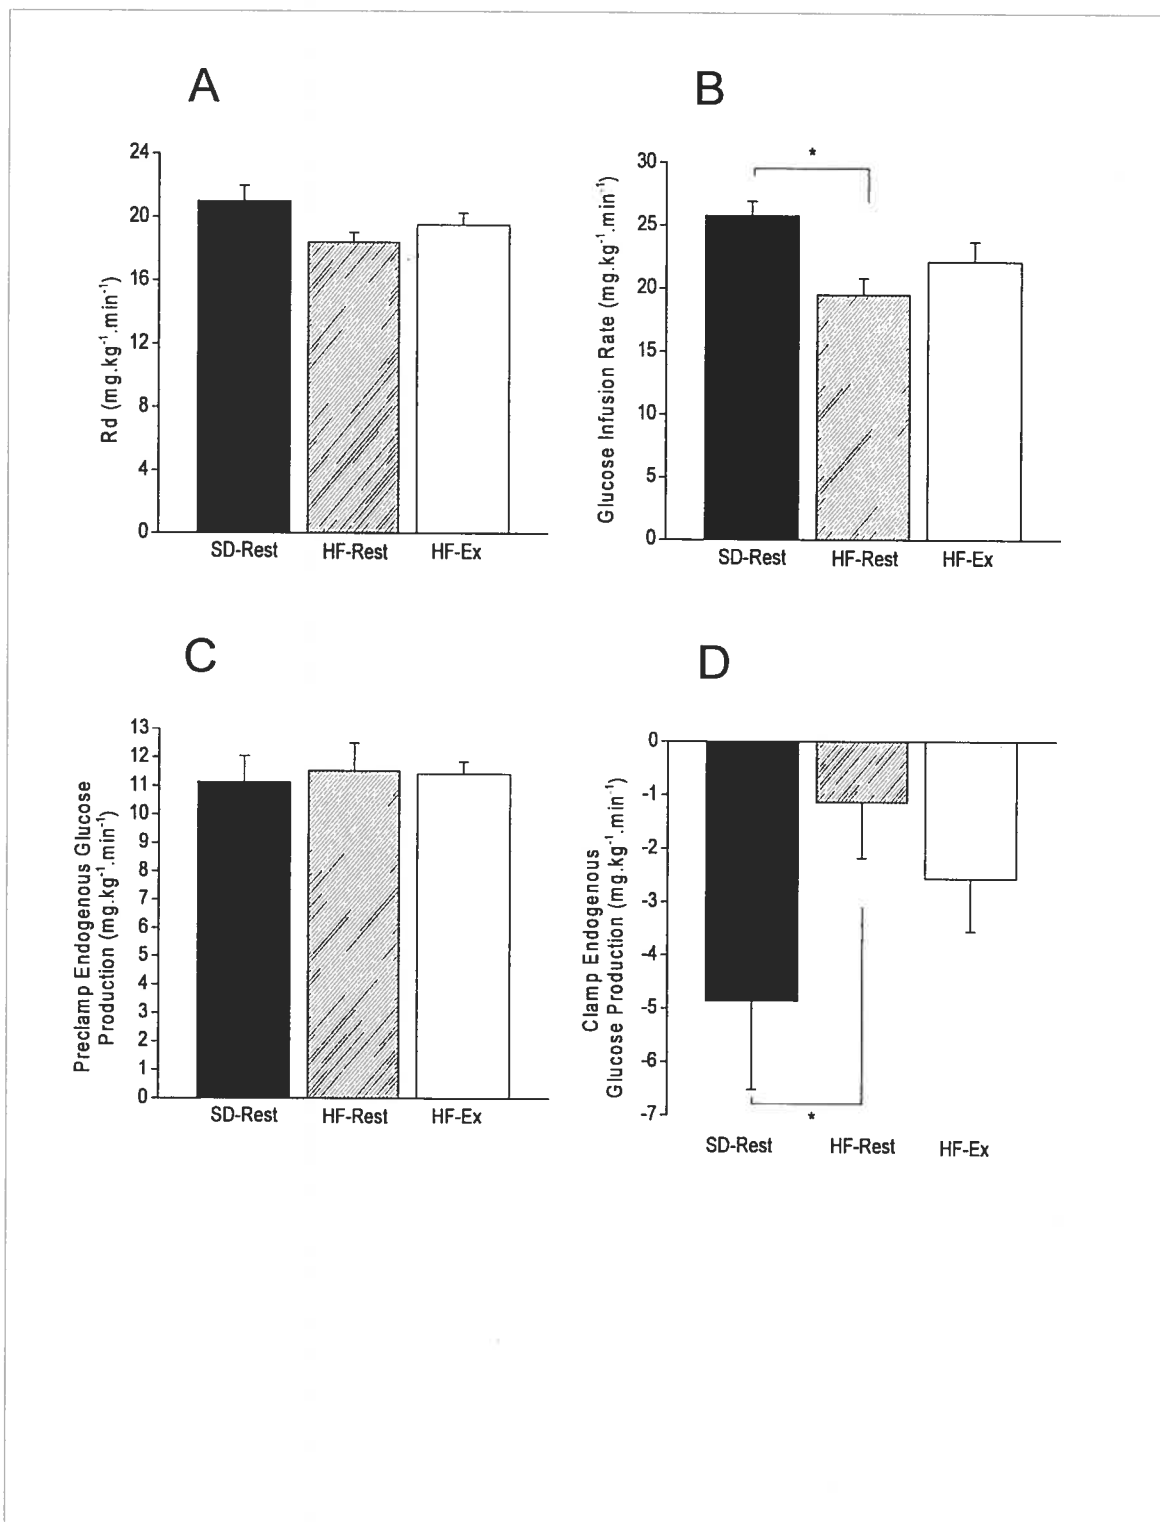 A
24
20
16
12
8
4
0
Rd (mg.kg⁻¹.min⁻¹)
SD-Rest HF-Rest HF-Ex
B
*
30
25
20
15
10
5
0
Glucose Infusion Rate (mg.kg⁻¹.min⁻¹)
SD-Rest HF-Rest HF-Ex
C
13
12
11
10
9
8
7
6
5
4
3
2
1
0
Preclamp Endogenous Glucose
Production (mg.kg⁻¹.min⁻¹)
SD-Rest HF-Rest HF-Ex
D
0
-1
-2
-3
-4
-5
-6
-7
Clamp Endogenous
Glucose Production (mg.kg⁻¹.min⁻¹)
*
SD-Rest HF-Rest HF-Ex